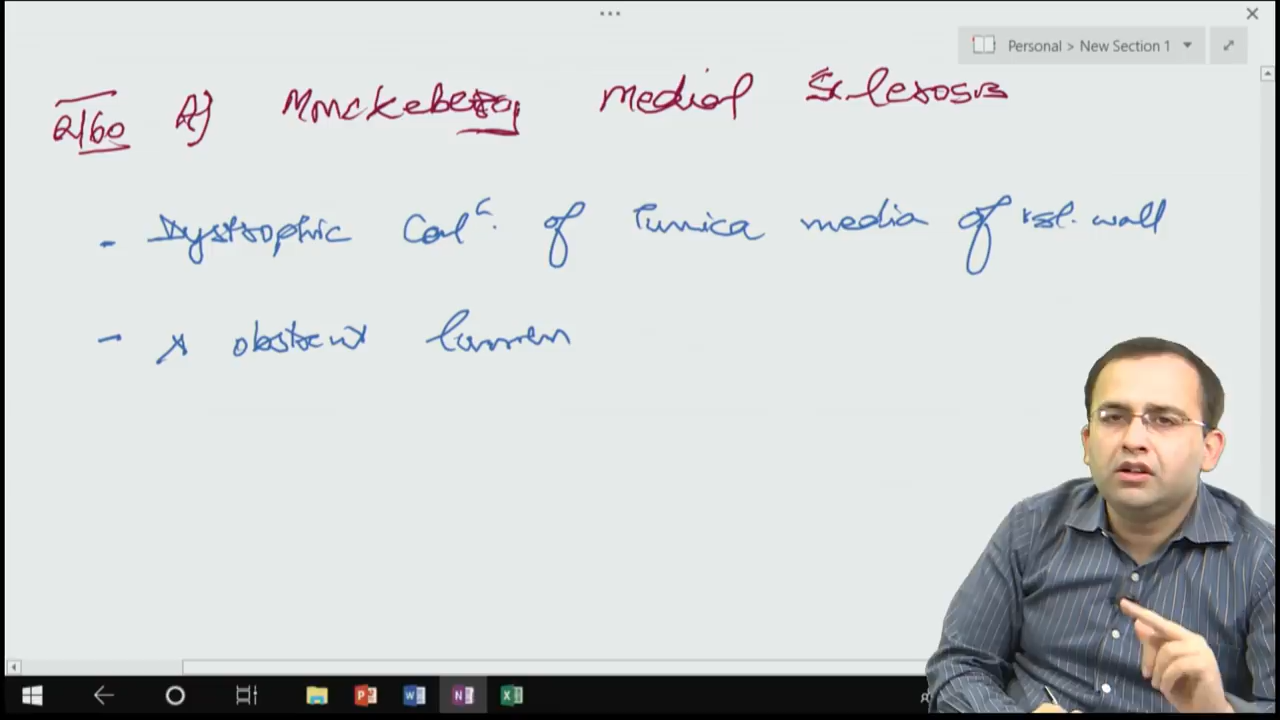 Personal > New Section 1
Q160 A) Monckeberg medial Sclerosis
- Dystrophic Calc. of Tunica media of vsl. wall
- x obstruct lumen